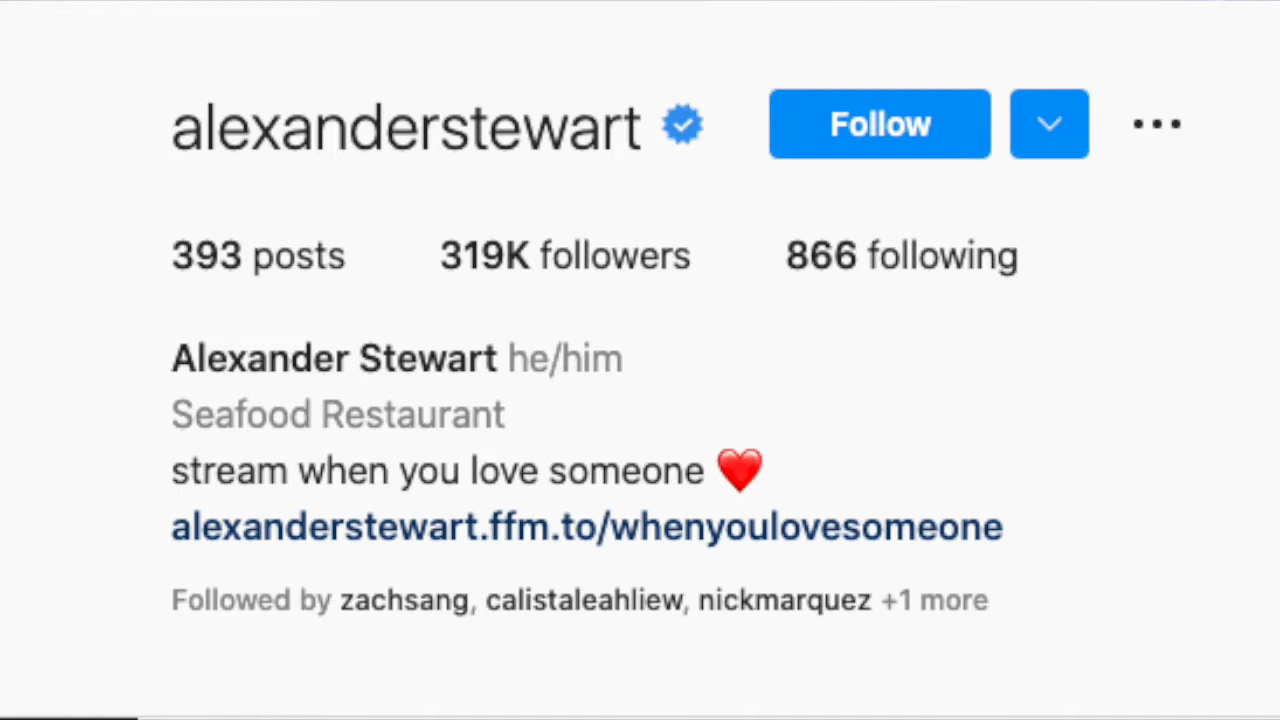 alexanderstewart Follow
393 posts 319K followers 866 following
Alexander Stewart he/him
Seafood Restaurant
stream when you love someone ❤️
alexanderstewart.ffm.to/whenyoulovesomeone
Followed by zachsang, calistaleahliew, nickmarquez +1 more